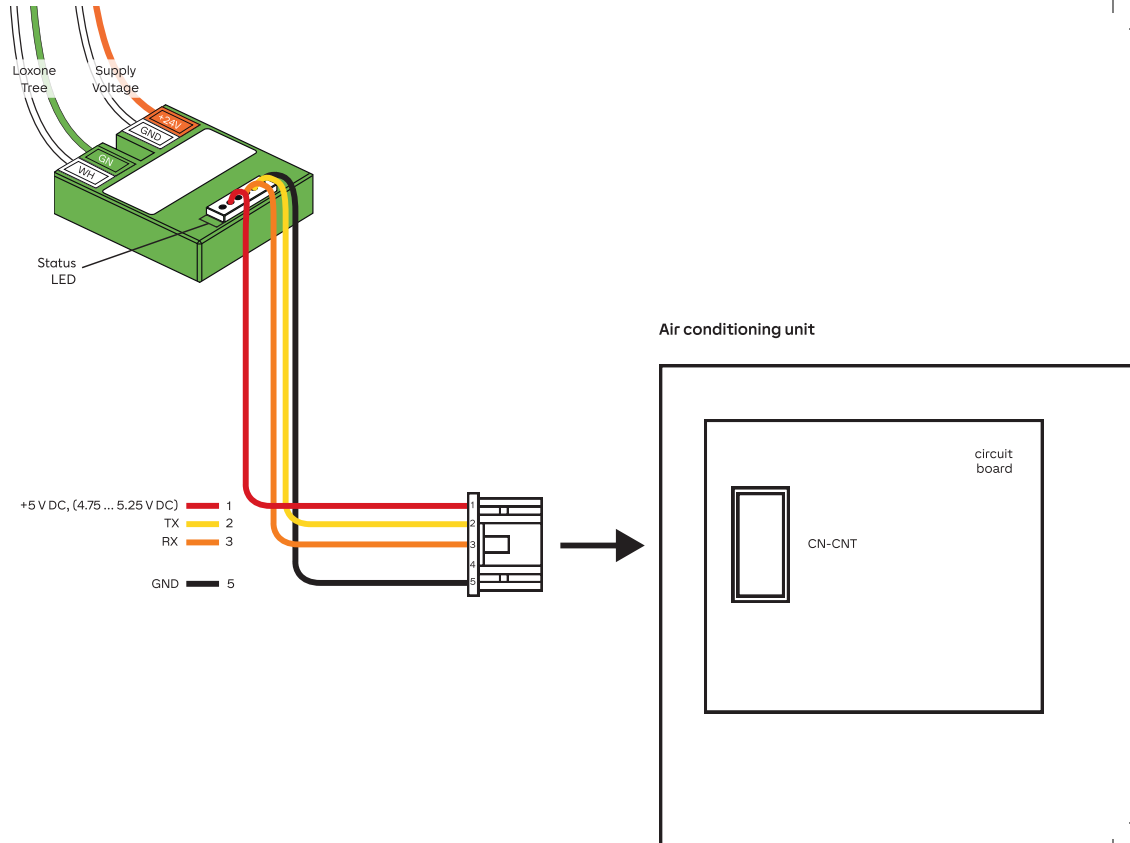 Loxone
Tree
Supply
Voltage
+24V
GND
GN
WH
Status
LED
Air conditioning unit
circuit
board
CN-CNT
+5 V DC, (4.75 ... 5.25 V DC) 1
TX 2
RX 3
GND 5
1
2
3
4
5